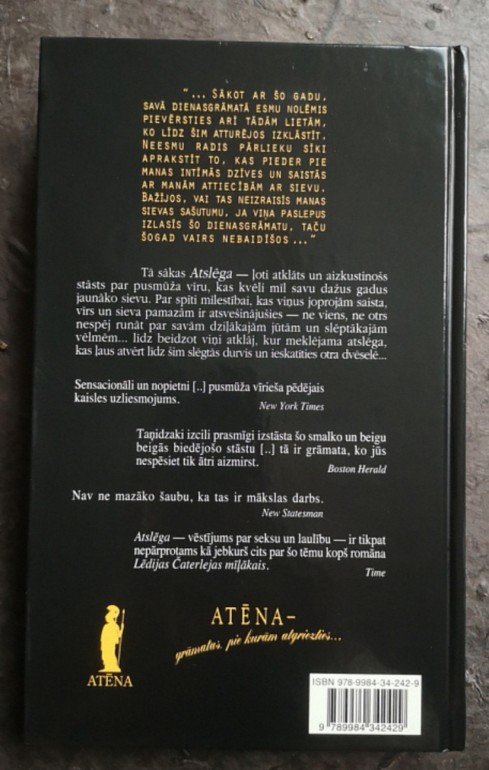 "... Sākot ar šo gadu,
savā dienasgrāmatā esmu nolēmis
pievērsties arī tādām lietām,
ko līdz šim atturējos izklāstīt.
Neesmu radis pārlieku sīki
aprakstīt to, kas pieder pie
manas intīmās dzīves un saistās
ar manām attiecībām ar sievu.
Bažījos, vai tas neizraisīs manas
sievas sašutumu, ja viņa paslepus
izlasīs šo dienasgrāmatu, taču
šogad vairs nebaidīšos ..."
Tā sākas Atslēga — ļoti atklāts un aizkustinošs
stāsts par pusmūža vīru, kas kvēli mīl savu dažus gadus
jaunāko sievu. Par spīti mīlestībai, kas viņus joprojām saista,
vīrs un sieva pamazām ir atsvešinājušies — ne viens, ne otrs
nespēj runāt par savām dziļākajām jūtām un slēptākajām
vēlmēm... līdz beidzot viņi atklāj, kur meklējama atslēga,
kas ļaus atvērt līdz šim slēgtās durvis un ieskatīties otra dvēselē...
Sensacionāli un nopietni [..] pusmūža vīrieša pēdējais
kaisles uzliesmojums.
New York Times
Taņidzaki izcili prasmīgi izstāsta šo smalko un beigu
beigās biedējošo stāstu [..] tā ir grāmata, ko jūs
nespēsiet tik ātri aizmirst.
Boston Herald
Nav ne mazāko šaubu, ka tas ir mākslas darbs.
New Statesman
Atslēga — vēstījums par seksu un laulību — ir tikpat
nepārprotams kā jebkurš cits par šo tēmu kopš romāna
Lēdijas Čaterlejas mīļākais.
Time
ATĒNA–
grāmatas, pie kurām atgriezties...
ATĒNA
ISBN 978-9984-34-242-9
9 789984 342429